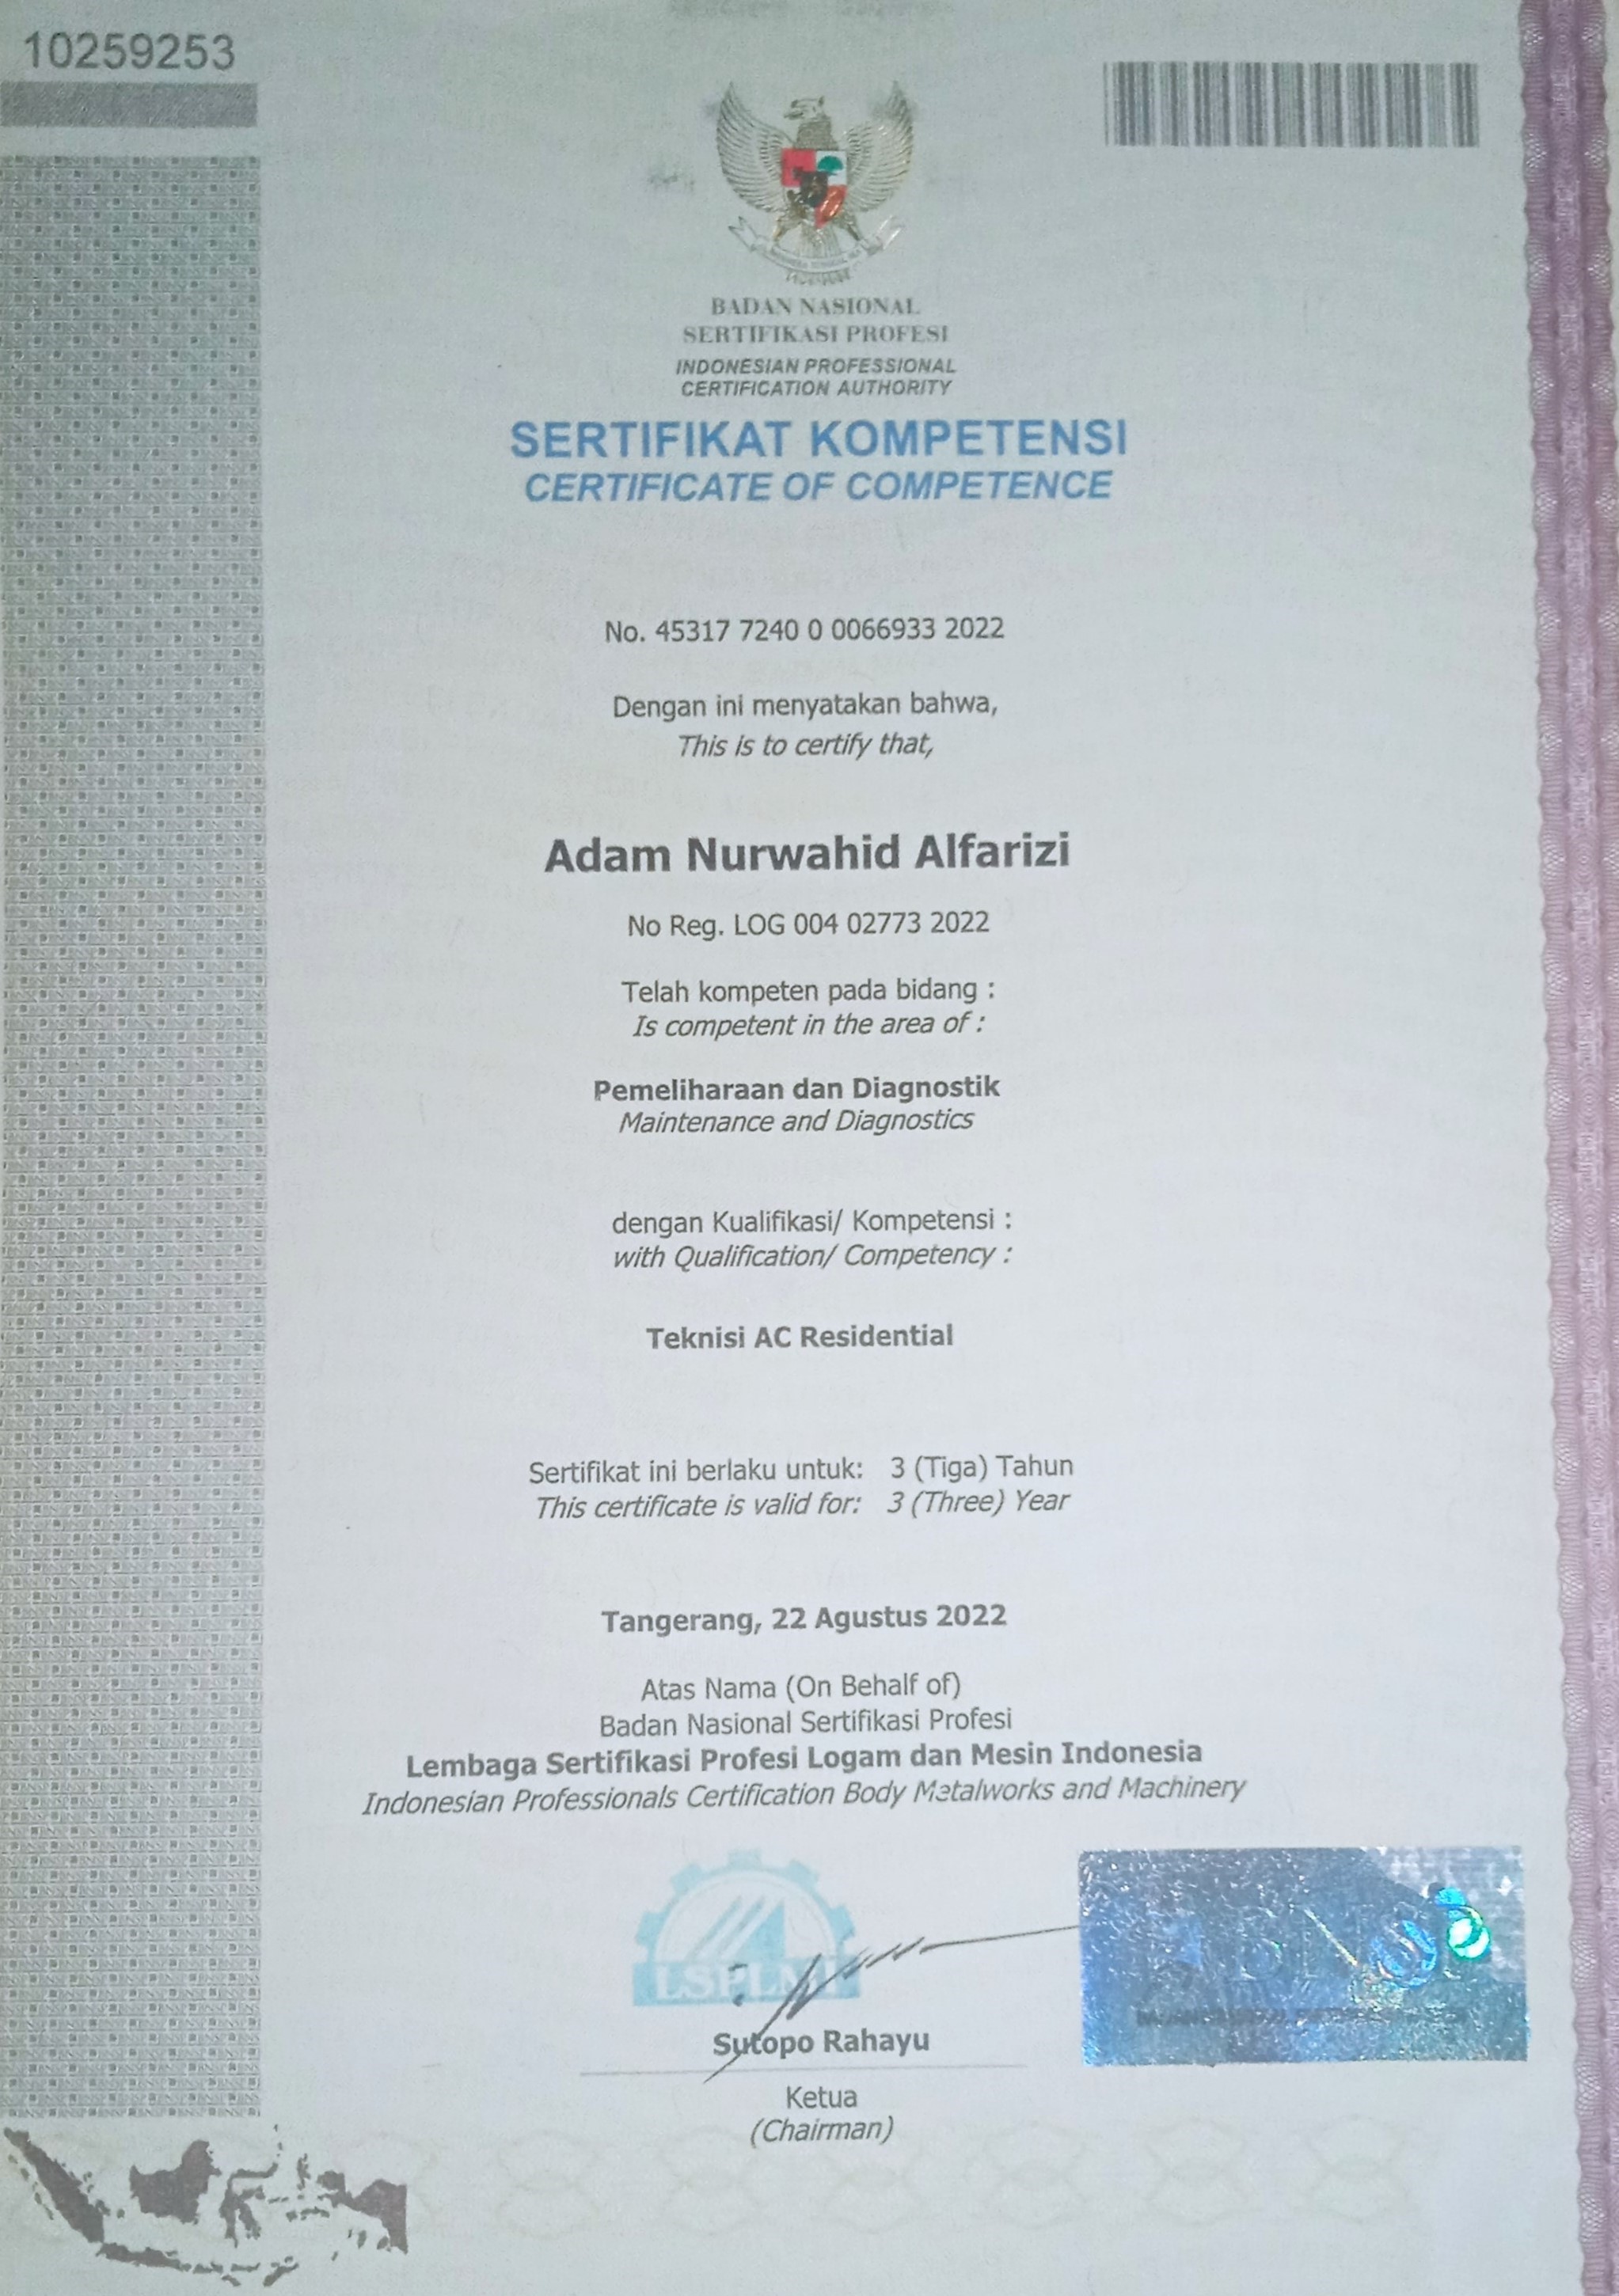 10259253
BADAN NASIONAL
SERTIFIKASI PROFESI
INDONESIAN PROFESSIONAL
CERTIFICATION AUTHORITY
SERTIFIKAT KOMPETENSI
CERTIFICATE OF COMPETENCE
No. 45317 7240 0 0066933 2022
Dengan ini menyatakan bahwa,
This is to certify that,
Adam Nurwahid Alfarizi
No Reg. LOG 004 02773 2022
Telah kompeten pada bidang :
Is competent in the area of :
Pemeliharaan dan Diagnostik
Maintenance and Diagnostics
dengan Kualifikasi/ Kompetensi :
with Qualification/ Competency :
Teknisi AC Residential
Sertifikat ini berlaku untuk: 3 (Tiga) Tahun
This certificate is valid for: 3 (Three) Year
Tangerang, 22 Agustus 2022
Atas Nama (On Behalf of)
Badan Nasional Sertifikasi Profesi
Lembaga Sertifikasi Profesi Logam dan Mesin Indonesia
Indonesian Professionals Certification Body Metalworks and Machinery
LSPLMI
Sutopo Rahayu
Ketua
(Chairman)